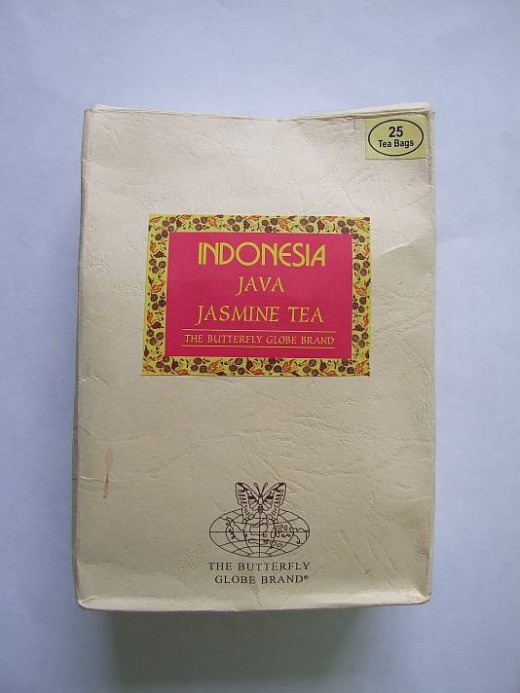 25
Tea Bags
INDONESIA
JAVA
JASMINE TEA
THE BUTTERFLY GLOBE BRAND
THE BUTTERFLY
GLOBE BRAND®